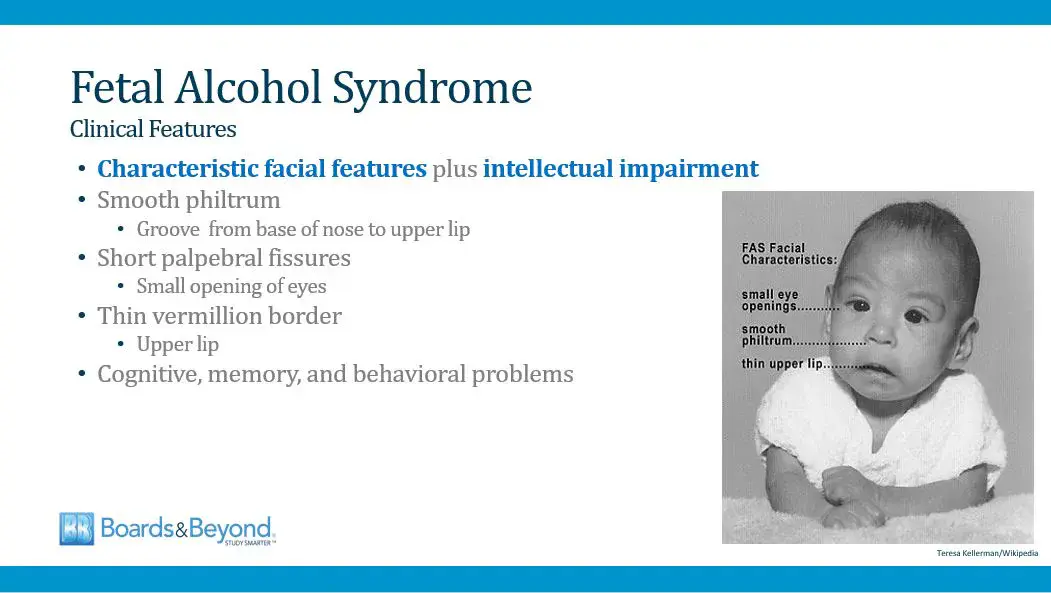 Fetal Alcohol Syndrome
Clinical Features
• Characteristic facial features plus intellectual impairment
• Smooth philtrum
• Groove from base of nose to upper lip
• Short palpebral fissures
• Small opening of eyes
• Thin vermillion border
• Upper lip
• Cognitive, memory, and behavioral problems
FAS Facial
Characteristics:
small eye
openings...........
smooth
philtrum...................
thin upper lip............
BB Boards&Beyond.
STUDY SMARTER™
Teresa Kellerman/Wikipedia